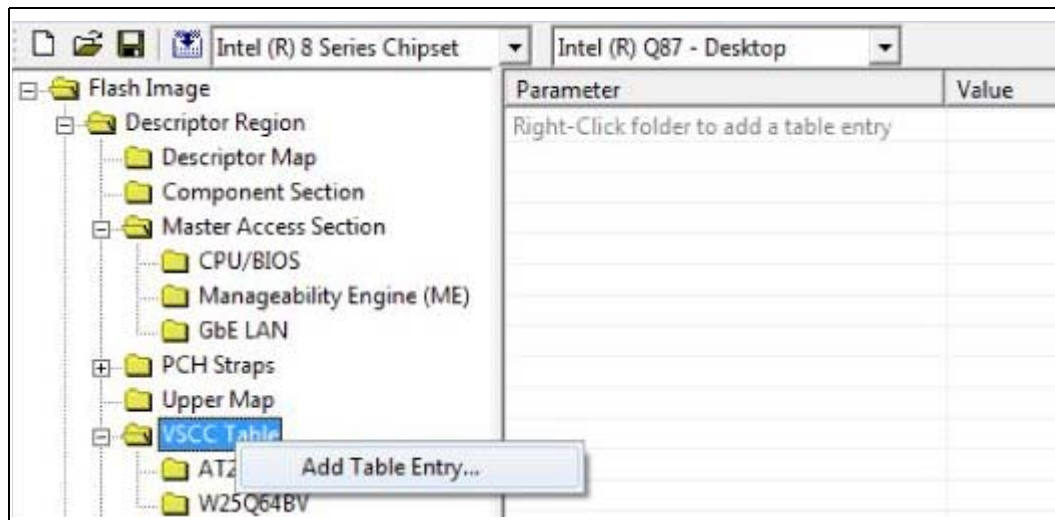 Intel (R) 8 Series Chipset
Intel (R) Q87 - Desktop
Flash Image
Descriptor Region
Descriptor Map
Component Section
Master Access Section
CPU/BIOS
Manageability Engine (ME)
GbE LAN
PCH Straps
Upper Map
VSCC Table
AT2
W25Q64BV
Add Table Entry...
Parameter Value
Right-Click folder to add a table entry